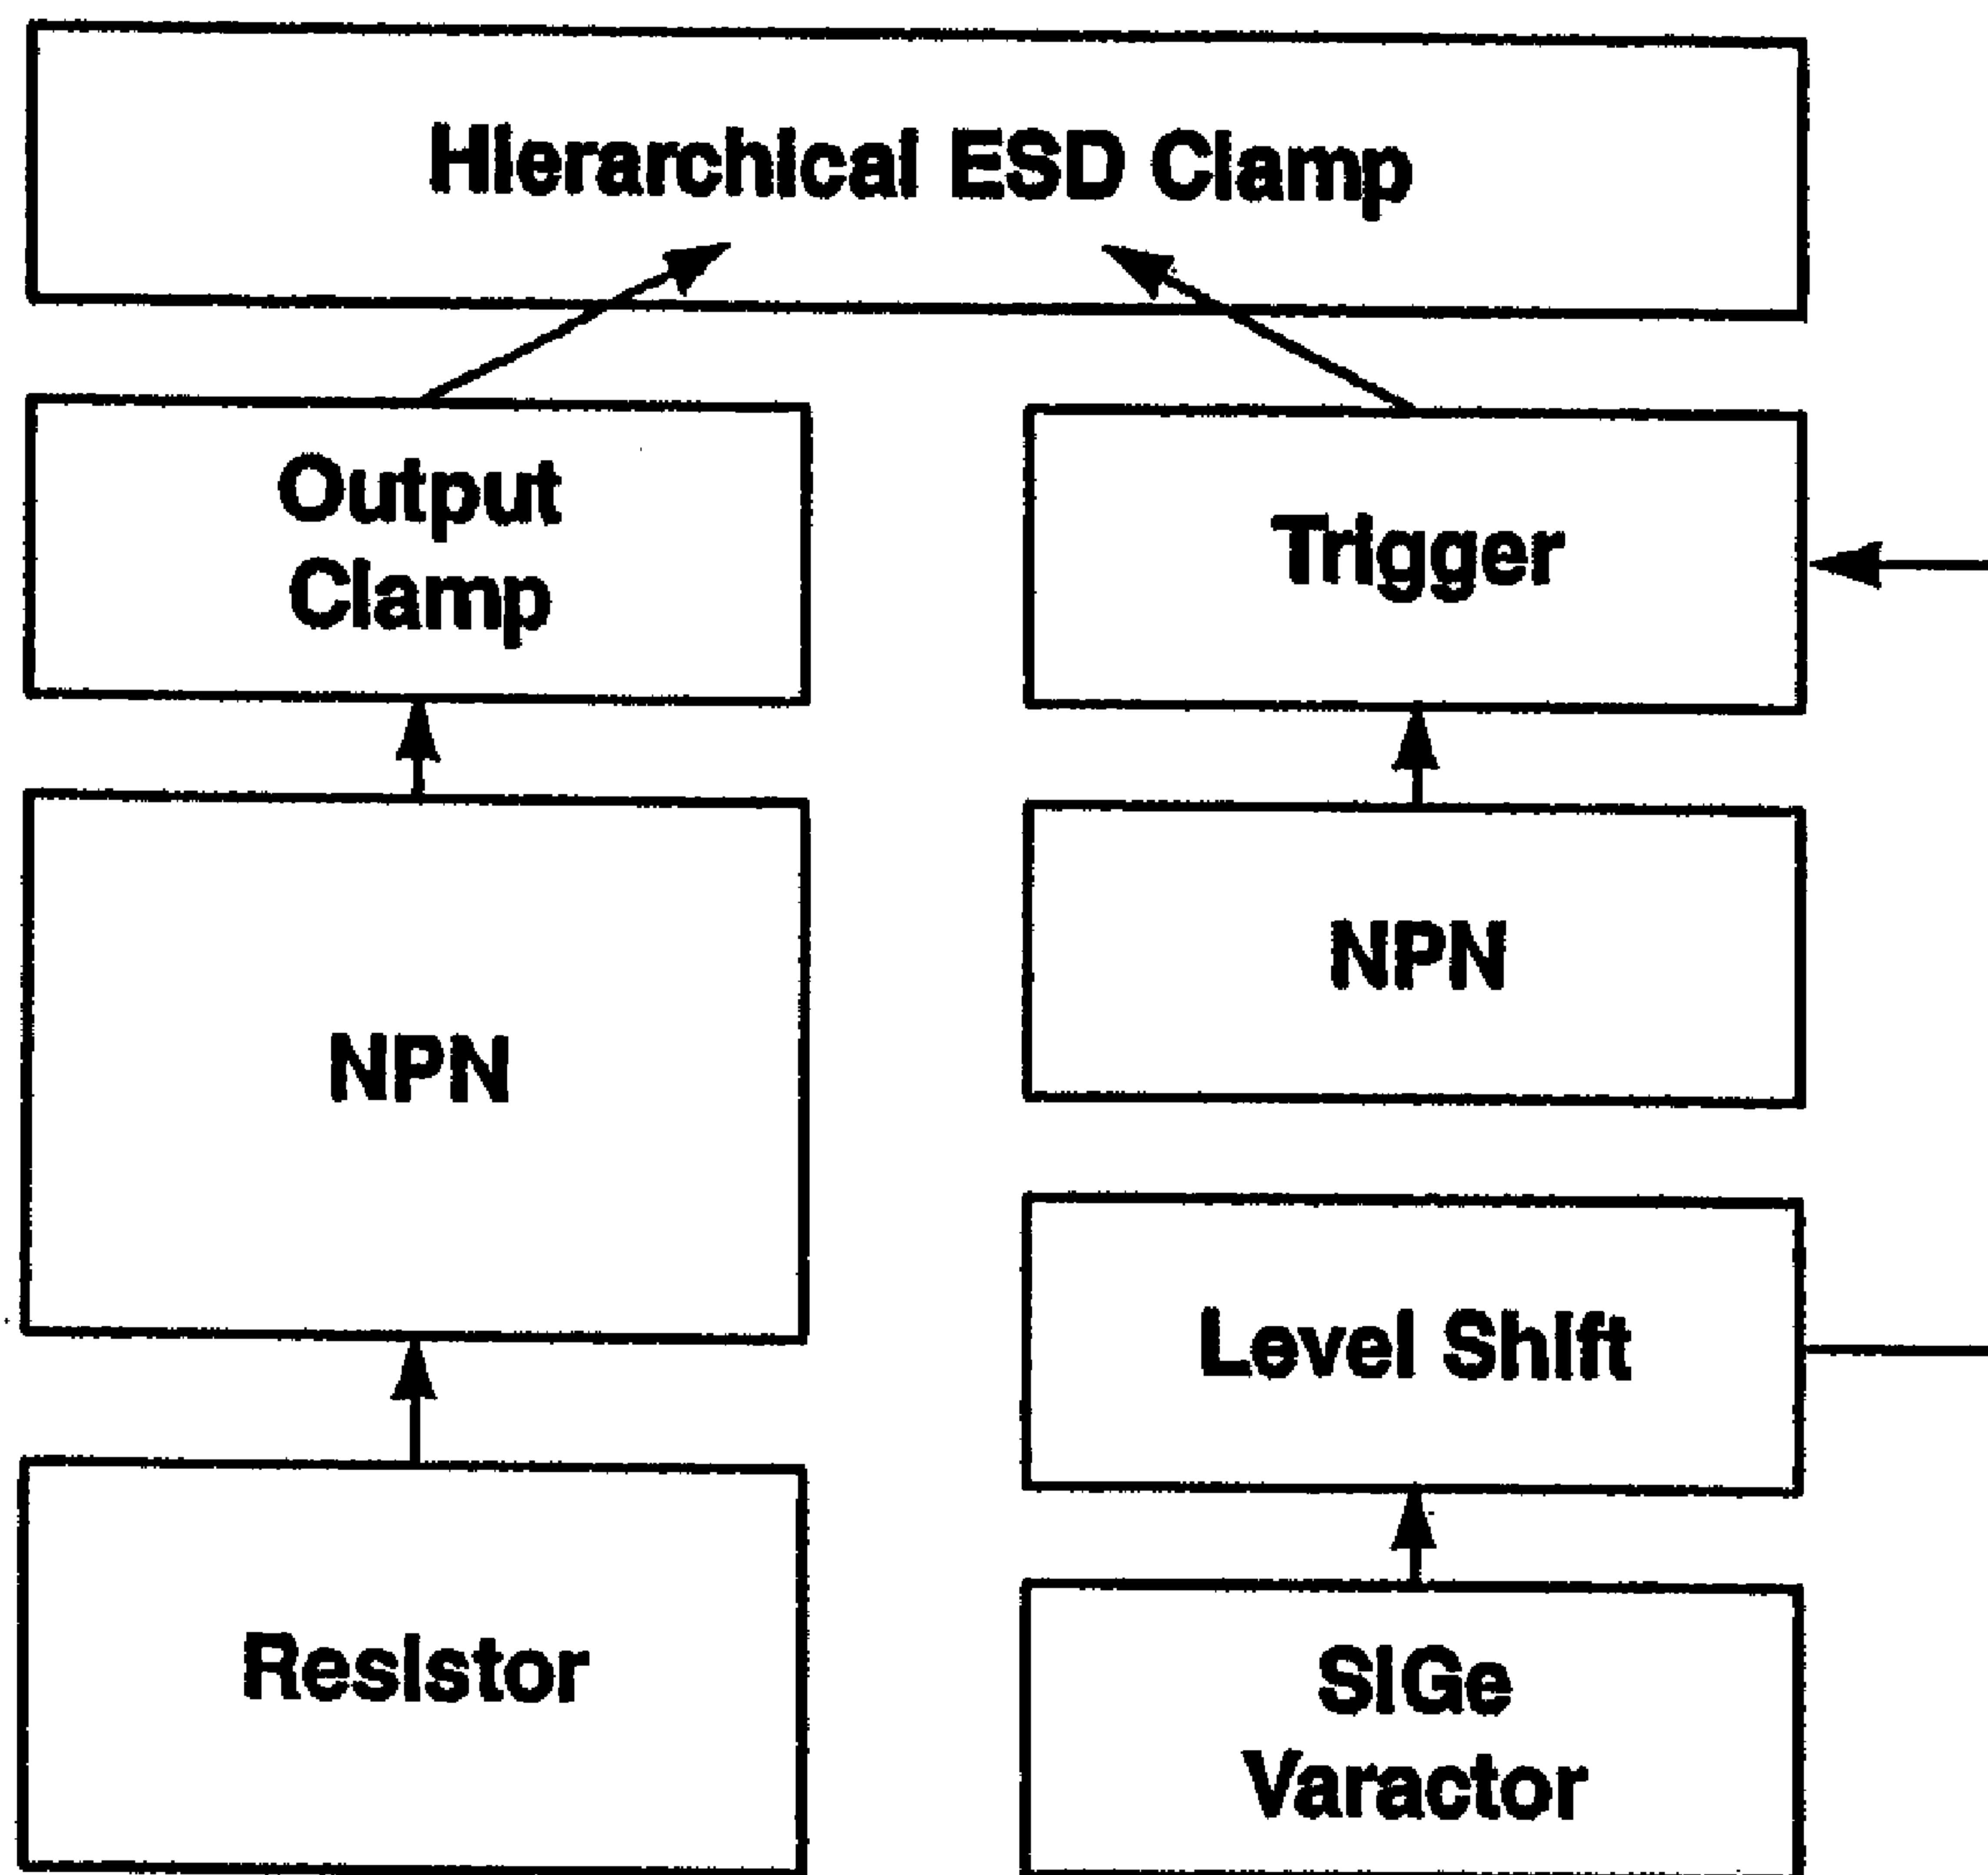 Hierarchical ESD Clamp
Output
Clamp
Trigger
NPN
NPN
Level Shift
Resistor
SiGe
Varactor